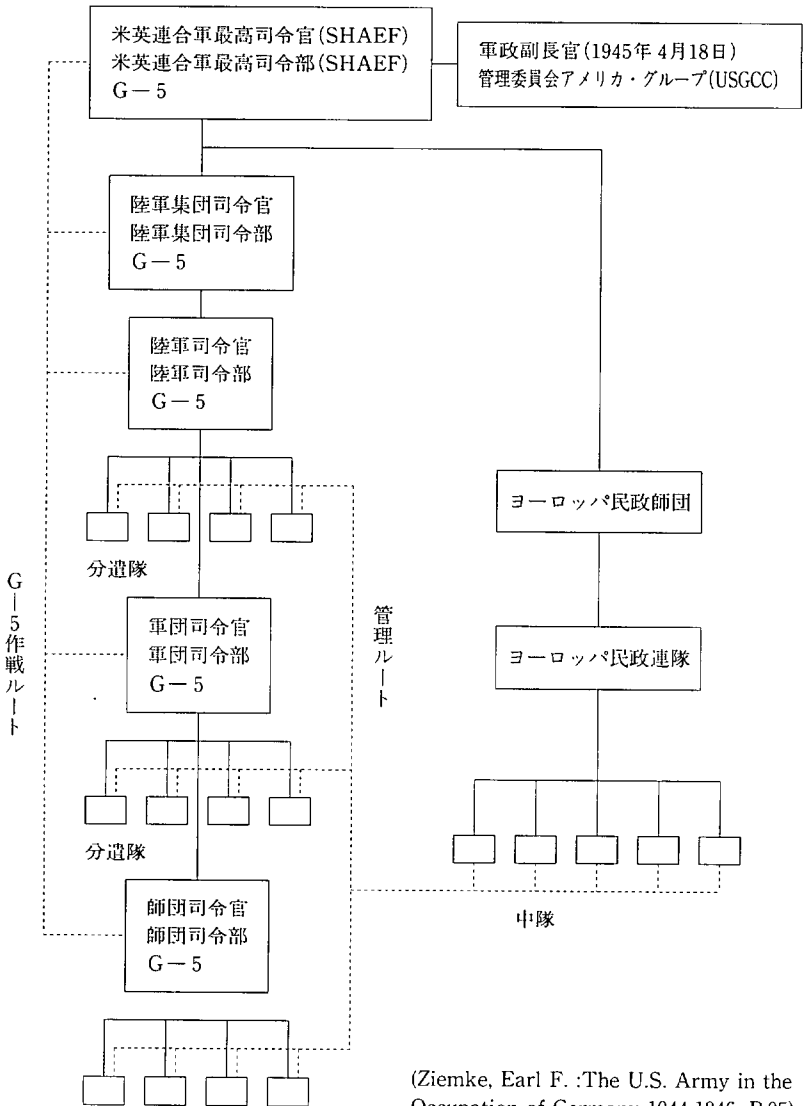 米英連合軍最高司令官(SHAEF)
米英連合軍最高司令部(SHAEF)
G－5
軍政副長官(1945年4月18日)
管理委員会アメリカ・グループ(USGCC)
陸軍集団司令官
陸軍集団司令部
G－5
陸軍司令官
陸軍司令部
G－5
分遣隊
ヨーロッパ民政師団
G－5作戦ルート
管理ルート
軍団司令官
軍団司令部
G－5
ヨーロッパ民政連隊
分遣隊
中隊
師団司令官
師団司令部
G－5
(Ziemke, Earl F. :The U.S. Army in the
Occupation of Germany 1944-1846, P.95)